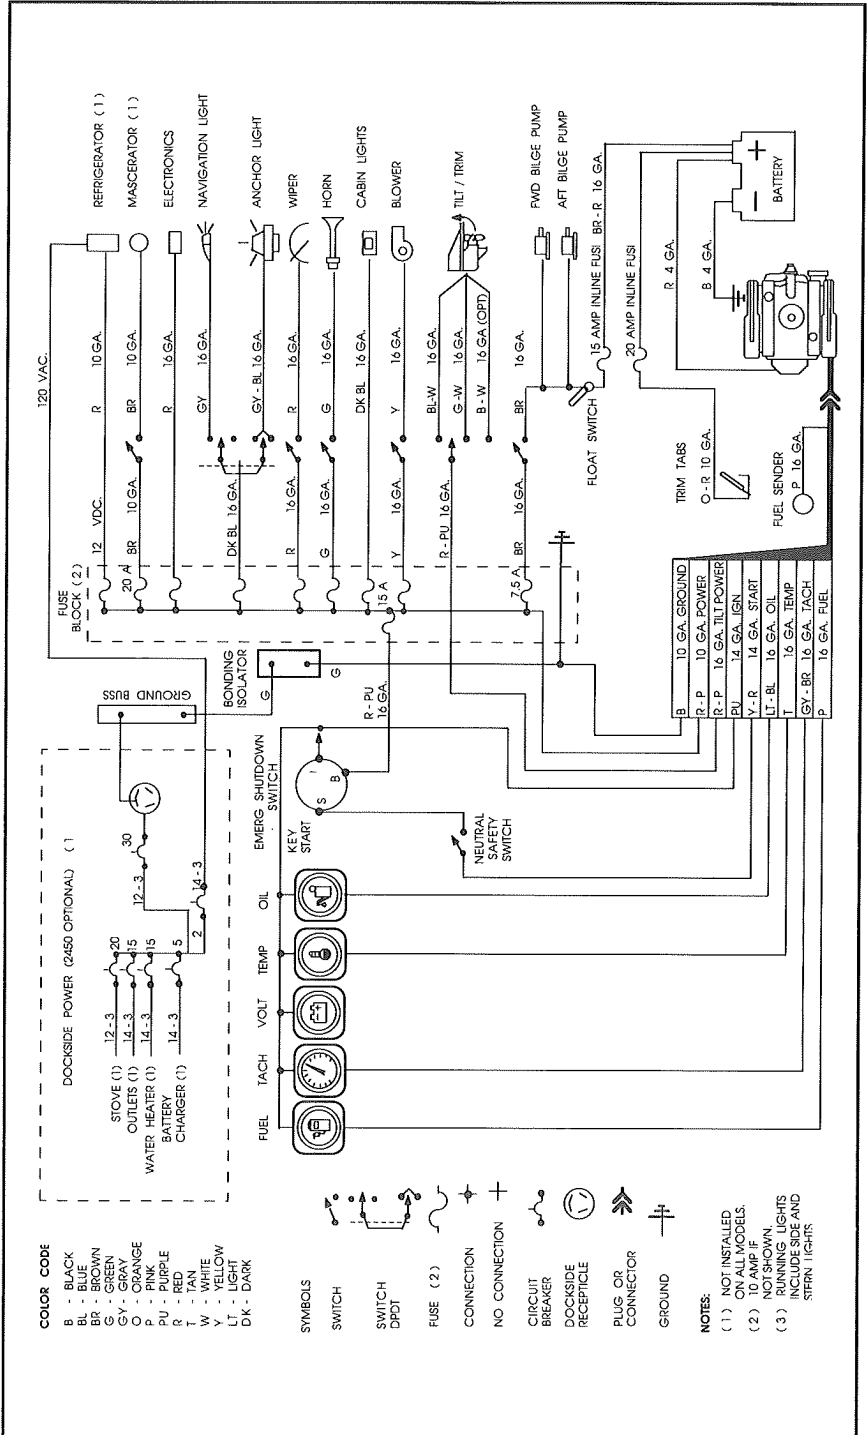 COLOR CODE
B - BLACK
BL - BLUE
BR - BROWN
G - GREEN
GY - GRAY
O - ORANGE
P - PINK
PU - PURPLE
R - RED
T - TAN
W - WHITE
Y - YELLOW
LT - LIGHT
DK - DARK
SYMBOLS
SWITCH
SWITCH
DPDT
FUSE (2)
CONNECTION
NO CONNECTION
CIRCUIT
BREAKER
DOCKSIDE
RECEPTICLE
PLUG OR
CONNECTOR
GROUND
NOTES:
(1) NOT INSTALLED
ON ALL MODELS.
(2) 10 AMP IF
NOT SHOWN.
(3) RUNNING LIGHTS
INCLUDE SIDE AND
STERN LIGHTS
DOCKSIDE POWER (2450 OPTIONAL) (1
STOVE (1)
OUTLETS (1)
WATER HEATER (1)
BATTERY
CHARGER (1)
12 - 3
14 - 3
14 - 3
14 - 3
20
15
15
5
12 - 3
30
2
14 - 3
GROUND BUSS
120 VAC.
FUEL
TACH
VOLT
TEMP
OIL
KEY
START
EMERG SHUTDOWN
SWITCH
S
I
B
NEUTRAL
SAFETY
SWITCH
BONDING
ISOLATOR
G
G
R - PU
16 GA.
FUSE
BLOCK (2)
20 A
15 A
7.5 A
12 VDC.
R
10 GA.
REFRIGERATOR (1)
BR
10 GA.
BR
10 GA.
MASCERATOR (1)
R
16 GA.
ELECTRONICS
GY
16 GA.
NAVIGATION LIGHT
DK BL
16 GA.
GY - BL
16 GA.
ANCHOR LIGHT
R
16 GA.
R
16 GA.
WIPER
G
16 GA.
G
16 GA.
HORN
DK BL
16 GA.
CABIN LIGHTS
Y
16 GA.
Y
16 GA.
BLOWER
R - PU
16 GA.
BL-W
16 GA.
G -W
16 GA.
B - W
16 GA (OPT)
TILT / TRIM
BR
16 GA.
BR
16 GA.
FWD BILGE PUMP
AFT BILGE PUMP
FLOAT SWITCH
15 AMP INLINE FUSE
BR - R 16 GA.
20 AMP INLINE FUSE
TRIM TABS
O - R 10 GA.
R 4 GA.
B 4 GA.
+
-
BATTERY
FUEL SENDER
P 16 GA.
B 10 GA. GROUND
R - P 10 GA. POWER
R - P 16 GA. TILT POWER
PU 14 GA. IGN
Y - R 14 GA. START
LT - BL 16 GA. OIL
T 16 GA. TEMP
GY - BR 16 GA. TACH
P 16 GA. FUEL